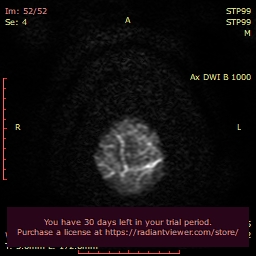 Im: 52/52
STP99
Se: 4
STP99
A
M
Ax DWI B 1000
R
L
You have 30 days left in your trial period.
Purchase a license at https://radiantviewer.com/store/